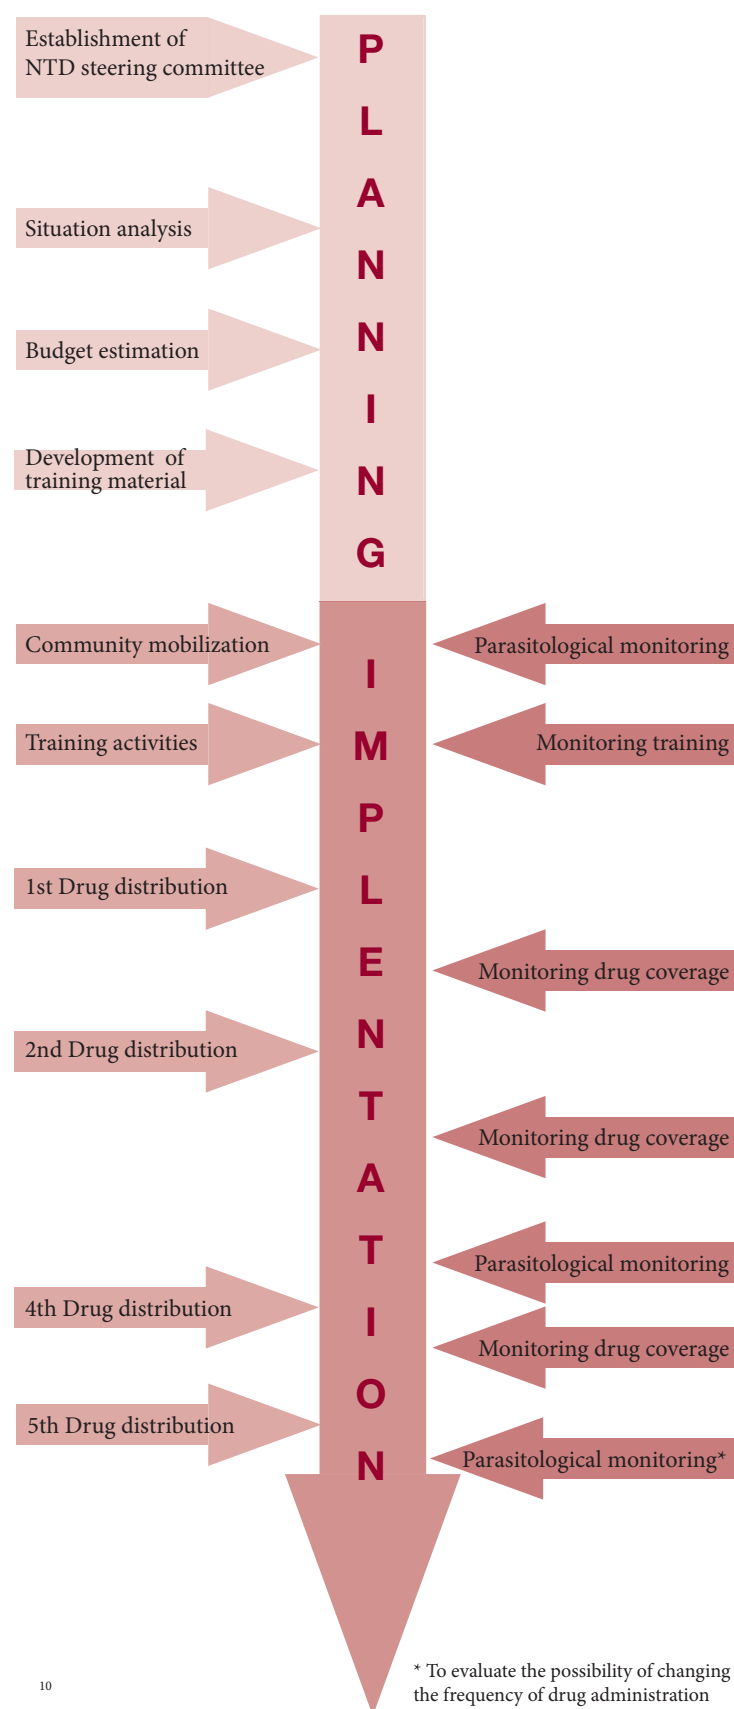 PLANNING
Establishment of
NTD steering committee
Situation analysis
Budget estimation
Development of
training material
IMPLENTATION
Community mobilization
Parasitological monitoring
Training activities
Monitoring training
1st Drug distribution
Monitoring drug coverage
2nd Drug distribution
Monitoring drug coverage
Parasitological monitoring
4th Drug distribution
Monitoring drug coverage
5th Drug distribution
Parasitological monitoring*
* To evaluate the possibility of changing
the frequency of drug administration
10